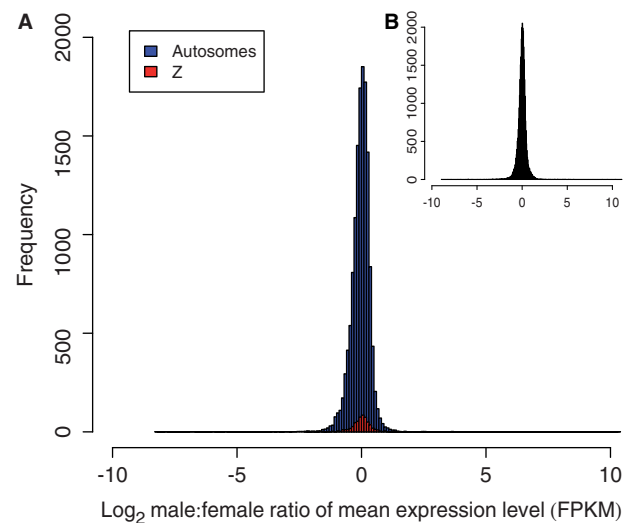 A
B
Autosomes
Z
Frequency
2000
1500
1000
500
0
-10 -5 0 5 10
Log2 male:female ratio of mean expression level (FPKM)
2000
1500
1000
500
0
-10 -5 0 5 10